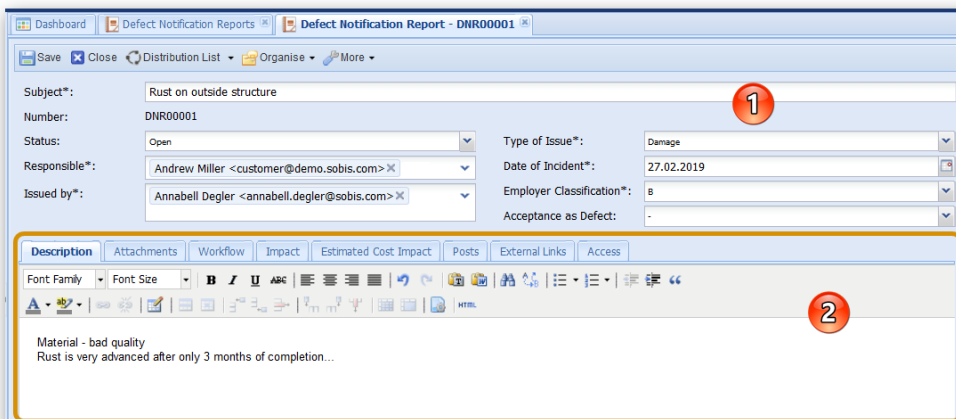 Dashboard Defect Notification Reports Defect Notification Report - DNR00001
Save Close Distribution List Organise More
Subject*: Rust on outside structure
1
Number: DNR00001
Status: Open Type of Issue*: Damage
Responsible*: Andrew Miller <customer@demo.sobis.com> Date of Incident*: 27.02.2019
Issued by*: Annabell Degler <annabell.degler@sobis.com> Employer Classification*: B
Acceptance as Defect: -
Description Attachments Workflow Impact Estimated Cost Impact Posts External Links Access
Font Family Font Size B I U ABC
A ab HTML
2
Material - bad quality
Rust is very advanced after only 3 months of completion...